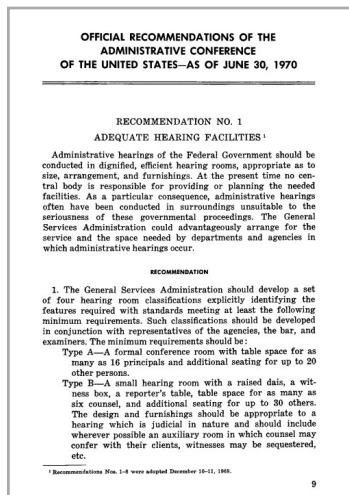 OFFICIAL RECOMMENDATIONS OF THE
ADMINISTRATIVE CONFERENCE
OF THE UNITED STATES—AS OF JUNE 30, 1970
RECOMMENDATION NO. 1
ADEQUATE HEARING FACILITIES ¹
Administrative hearings of the Federal Government should be
conducted in dignified, efficient hearing rooms, appropriate as to
size, arrangement, and furnishings. At the present time no cen-
tral body is responsible for providing or planning the needed
facilities. As a particular consequence, administrative hearings
often have been conducted in surroundings unsuitable to the
seriousness of these governmental proceedings. The General
Services Administration could advantageously arrange for the
service and the space needed by departments and agencies in
which administrative hearings occur.
RECOMMENDATION
1. The General Services Administration should develop a set
of four hearing room classifications explicitly identifying the
features required with standards meeting at least the following
minimum requirements. Such classifications should be developed
in conjunction with representatives of the agencies, the bar, and
examiners. The minimum requirements should be:
Type A—A formal conference room with table space for as
many as 16 principals and additional seating for up to 20
other persons.
Type B—A small hearing room with a raised dais, a wit-
ness box, a reporter's table, table space for as many as
six counsel, and additional seating for up to 30 others.
The design and furnishings should be appropriate to a
hearing which is judicial in nature and should include
wherever possible an auxiliary room in which counsel may
confer with their clients, witnesses may be sequestered,
etc.
¹ Recommendations Nos. 1–8 were adopted December 10–11, 1968.
9